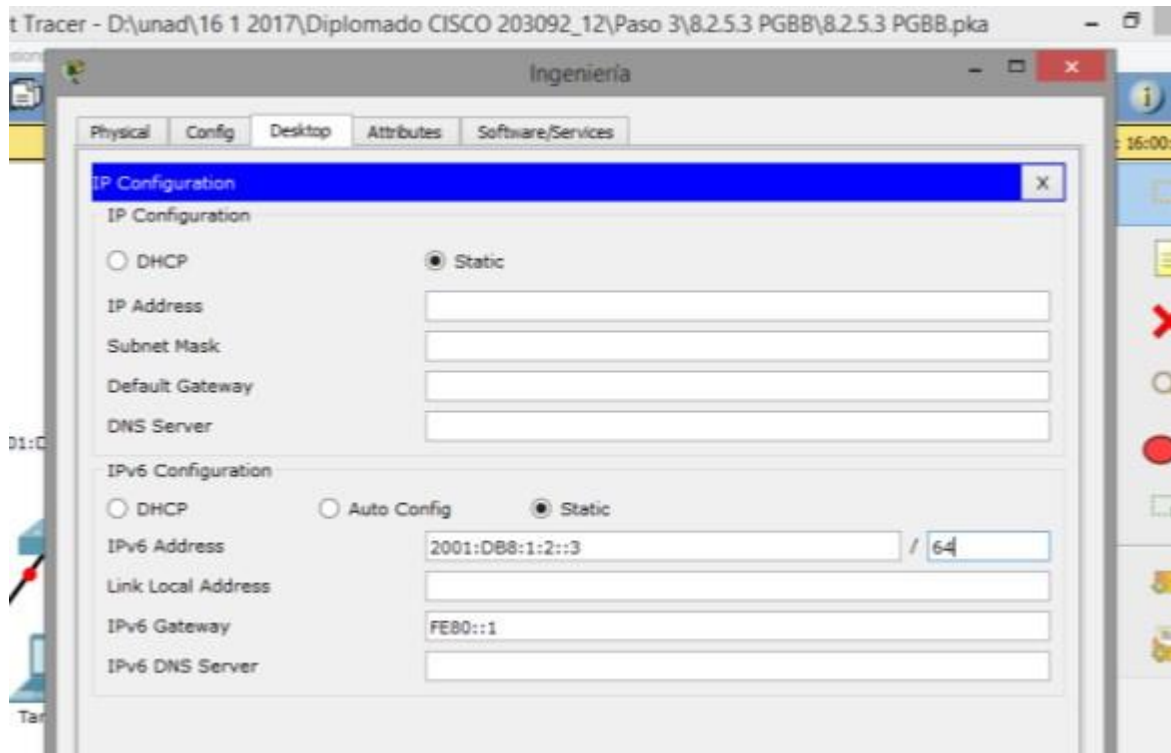 t Tracer - D:\unad\16 1 2017\Diplomado CISCO 203092_12\Paso 3\8.2.5.3 PGBB\8.2.5.3 PGBB.pka
Ingeniería
Physical Config Desktop Attributes Software/Services
: 16:00:
IP Configuration X
IP Configuration
DHCP Static
IP Address
Subnet Mask
Default Gateway
DNS Server
01:D
IPv6 Configuration
DHCP Auto Config Static
IPv6 Address 2001:DB8:1:2::3 / 64
Link Local Address
IPv6 Gateway FE80::1
IPv6 DNS Server
Tar